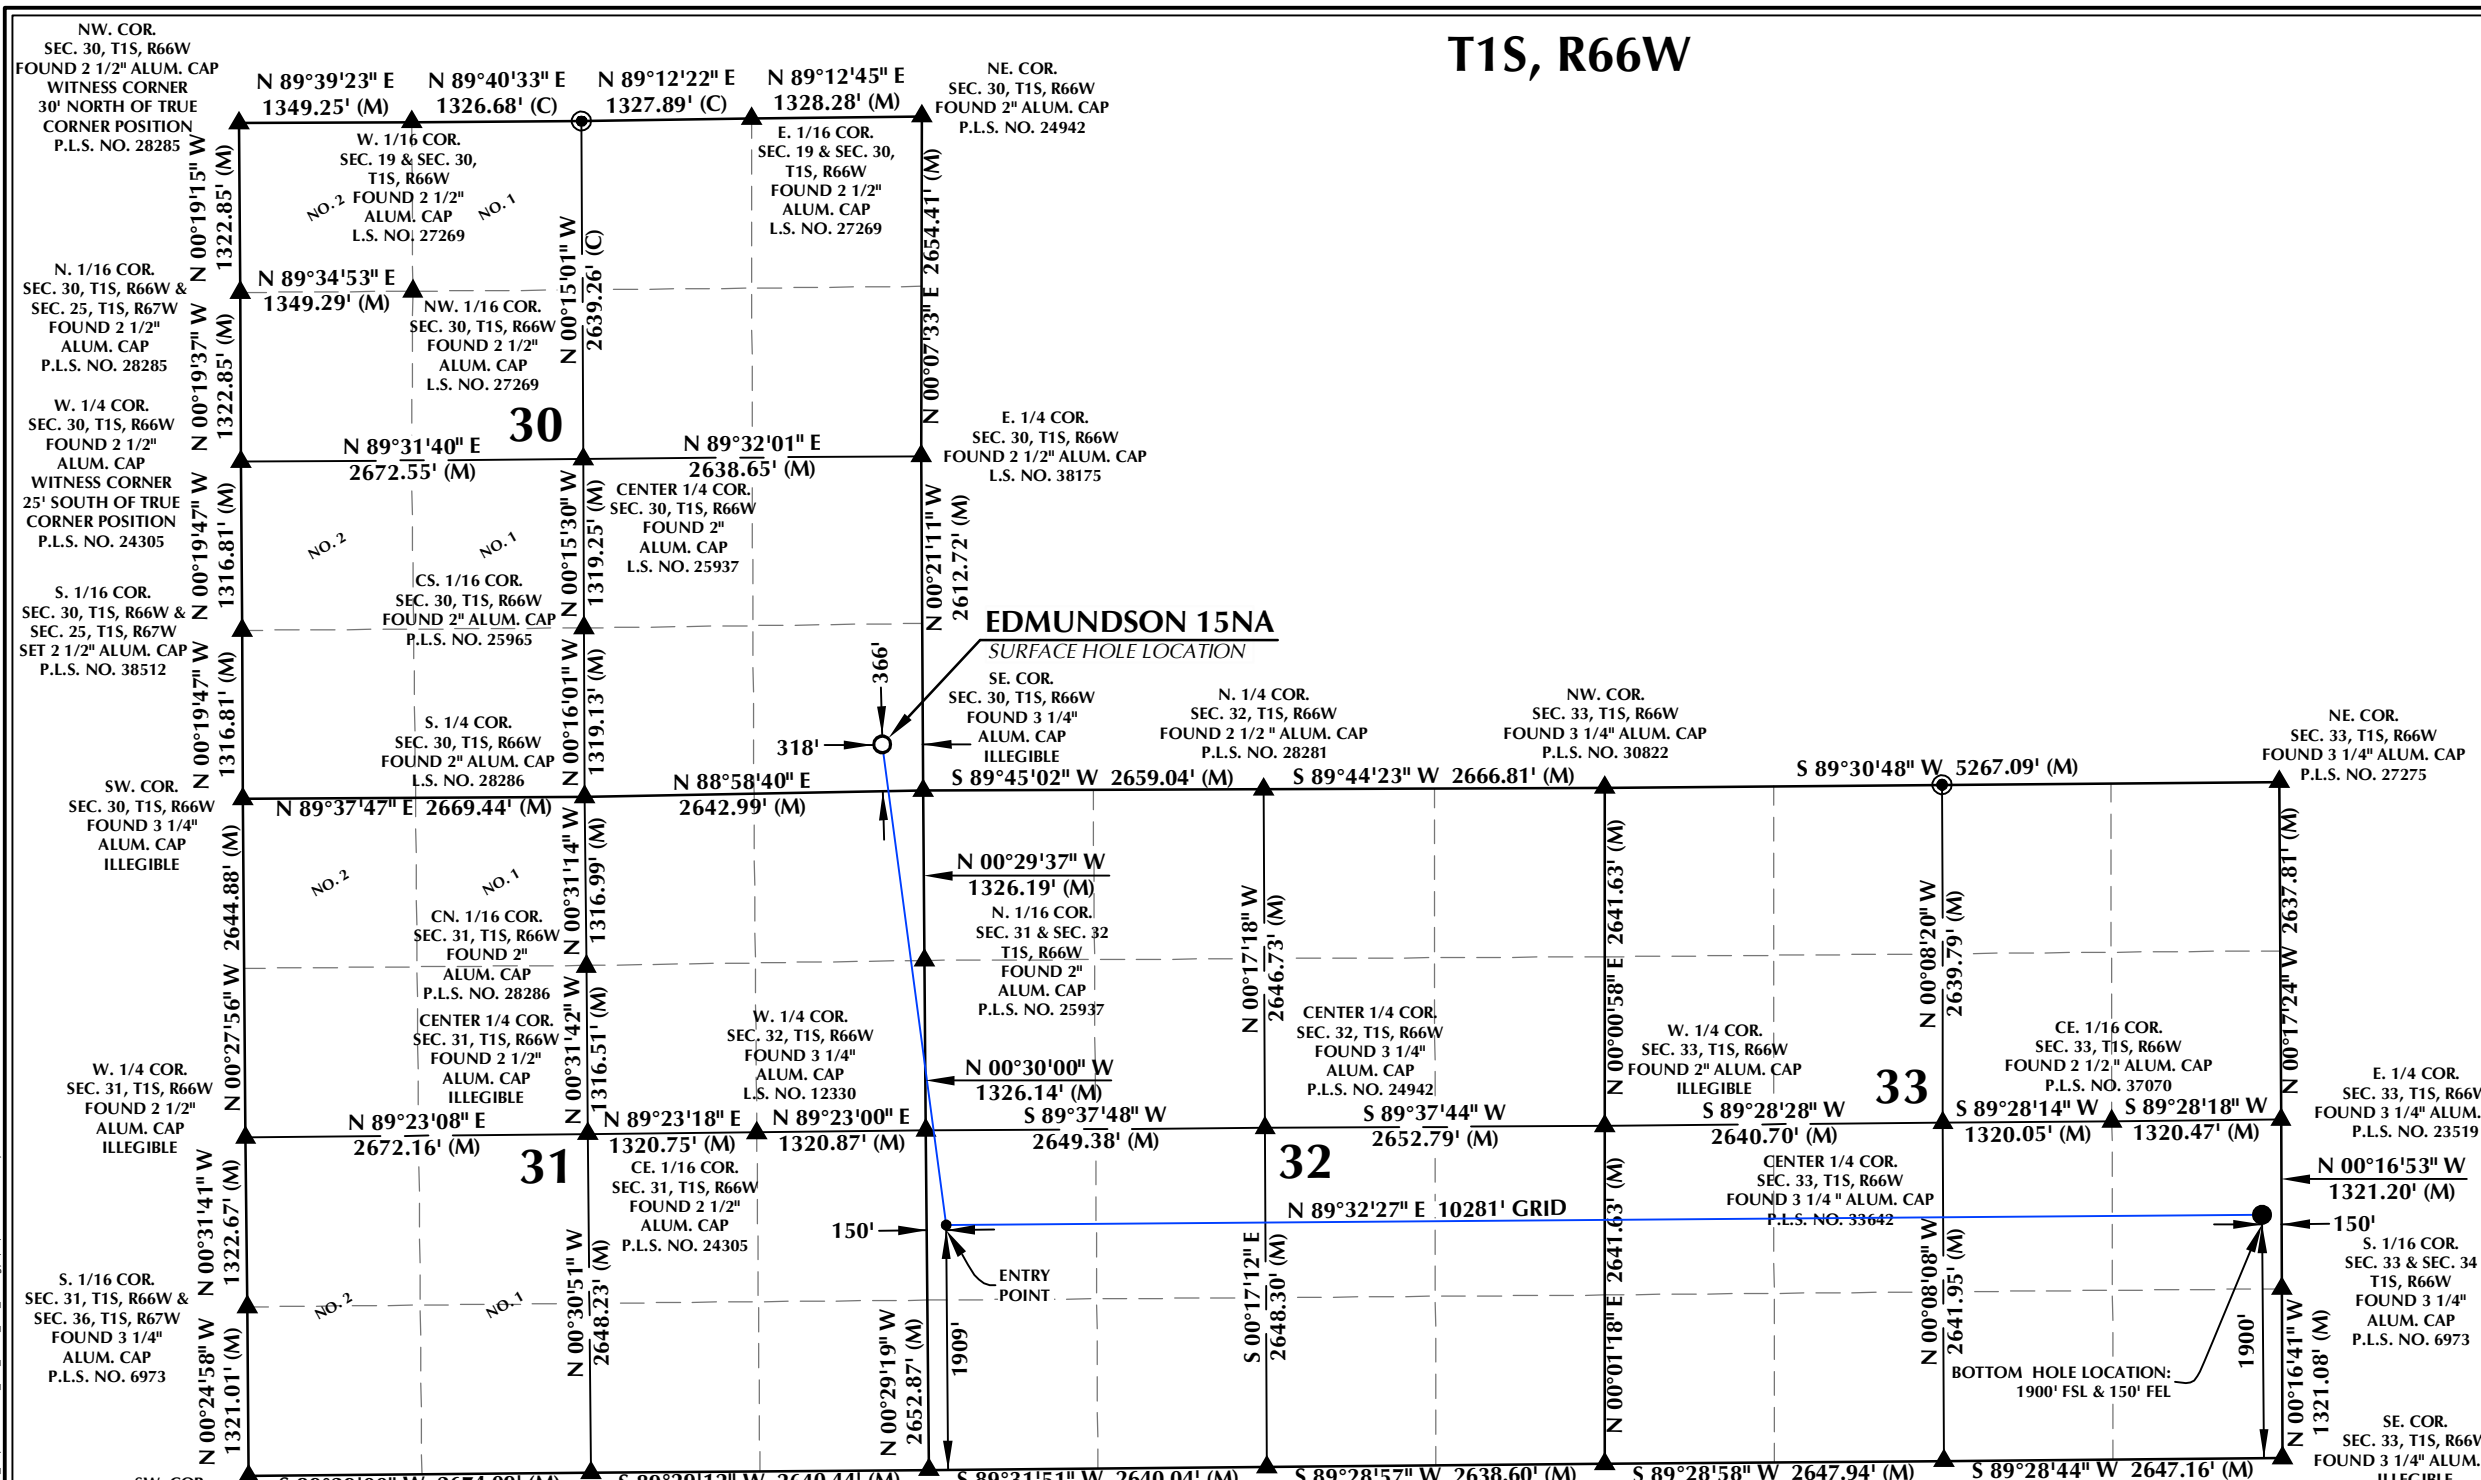 T1S, R66W
NW. COR.
SEC. 30, T1S, R66W
FOUND 2 1/2" ALUM. CAP
WITNESS CORNER
30' NORTH OF TRUE
CORNER POSITION
P.L.S. NO. 28285
N 89°39'23" E
1349.25' (M)
N 89°40'33" E
1326.68' (C)
N 89°12'22" E
1327.89' (C)
N 89°12'45" E
1328.28' (M)
NE. COR.
SEC. 30, T1S, R66W
FOUND 2" ALUM. CAP
P.L.S. NO. 24942
W. 1/16 COR.
SEC. 19 & SEC. 30,
T1S, R66W
FOUND 2 1/2"
ALUM. CAP
L.S. NO. 27269
E. 1/16 COR.
SEC. 19 & SEC. 30,
T1S, R66W
FOUND 2 1/2"
ALUM. CAP
L.S. NO. 27269
NO. 2
NO. 1
N 00°19'15" W
1322.85' (M)
N 00°15'01" W
2639.26' (C)
N 00°07'33" E 2654.41' (M)
N. 1/16 COR.
SEC. 30, T1S, R66W &
SEC. 25, T1S, R67W
FOUND 2 1/2"
ALUM. CAP
P.L.S. NO. 28285
N 89°34'53" E
1349.29' (M)
NW. 1/16 COR.
SEC. 30, T1S, R66W
FOUND 2 1/2"
ALUM. CAP
L.S. NO. 27269
N 00°19'37" W
1322.85' (M)
W. 1/4 COR.
SEC. 30, T1S, R66W
FOUND 2 1/2"
ALUM. CAP
WITNESS CORNER
25' SOUTH OF TRUE
CORNER POSITION
P.L.S. NO. 24305
30
N 89°31'40" E
2672.55' (M)
N 89°32'01" E
2638.65' (M)
E. 1/4 COR.
SEC. 30, T1S, R66W
FOUND 2 1/2" ALUM. CAP
L.S. NO. 38175
CENTER 1/4 COR.
SEC. 30, T1S, R66W
FOUND 2"
ALUM. CAP
L.S. NO. 25937
N 00°19'47" W
1316.81' (M)
NO. 2
NO. 1
N 00°15'30" W
1319.25' (M)
N 00°21'11" W
2612.72' (M)
S. 1/16 COR.
SEC. 30, T1S, R66W &
SEC. 25, T1S, R67W
SET 2 1/2" ALUM. CAP
P.L.S. NO. 38512
CS. 1/16 COR.
SEC. 30, T1S, R66W
FOUND 2" ALUM. CAP
P.L.S. NO. 25965
EDMUNDSON 15NA
SURFACE HOLE LOCATION
366'
318'
N 00°19'47" W
1316.81' (M)
N 00°16'01" W
1319.13' (M)
S. 1/4 COR.
SEC. 30, T1S, R66W
FOUND 2" ALUM. CAP
L.S. NO. 28286
SE. COR.
SEC. 30, T1S, R66W
FOUND 3 1/4"
ALUM. CAP
ILLEGIBLE
N. 1/4 COR.
SEC. 32, T1S, R66W
FOUND 2 1/2 " ALUM. CAP
P.L.S. NO. 28281
NW. COR.
SEC. 33, T1S, R66W
FOUND 3 1/4" ALUM. CAP
P.L.S. NO. 30822
NE. COR.
SEC. 33, T1S, R66W
FOUND 3 1/4" ALUM. CAP
P.L.S. NO. 27275
SW. COR.
SEC. 30, T1S, R66W
FOUND 3 1/4"
ALUM. CAP
ILLEGIBLE
N 89°37'47" E 2669.44' (M)
N 88°58'40" E
2642.99' (M)
S 89°45'02" W 2659.04' (M)
S 89°44'23" W 2666.81' (M)
S 89°30'48" W 5267.09' (M)
N 00°27'56" W 2644.88' (M)
NO. 2
NO. 1
N 00°31'14" W
1316.99' (M)
N 00°29'37" W
1326.19' (M)
N. 1/16 COR.
SEC. 31 & SEC. 32
T1S, R66W
FOUND 2"
ALUM. CAP
P.L.S. NO. 25937
N 00°17'18" W
2646.73' (M)
N 00°00'58" E 2641.63' (M)
N 00°08'20" W
2639.79' (M)
N 00°17'24" W 2637.81' (M)
CN. 1/16 COR.
SEC. 31, T1S, R66W
FOUND 2"
ALUM. CAP
P.L.S. NO. 28286
N 00°31'42" W
1316.51' (M)
CENTER 1/4 COR.
SEC. 31, T1S, R66W
FOUND 2 1/2"
ALUM. CAP
ILLEGIBLE
W. 1/4 COR.
SEC. 32, T1S, R66W
FOUND 3 1/4"
ALUM. CAP
L.S. NO. 12330
N 00°30'00" W
1326.14' (M)
CENTER 1/4 COR.
SEC. 32, T1S, R66W
FOUND 3 1/4"
ALUM. CAP
P.L.S. NO. 24942
W. 1/4 COR.
SEC. 33, T1S, R66W
FOUND 2" ALUM. CAP
ILLEGIBLE
33
CE. 1/16 COR.
SEC. 33, T1S, R66W
FOUND 2 1/2" ALUM. CAP
P.L.S. NO. 37070
E. 1/4 COR.
SEC. 33, T1S, R66W
FOUND 3 1/4" ALUM.
P.L.S. NO. 23519
W. 1/4 COR.
SEC. 31, T1S, R66W
FOUND 2 1/2"
ALUM. CAP
ILLEGIBLE
N 89°23'08" E
2672.16' (M)
N 89°23'18" E
1320.75' (M)
N 89°23'00" E
1320.87' (M)
S 89°37'48" W
2649.38' (M)
S 89°37'44" W
2652.79' (M)
S 89°28'28" W
2640.70' (M)
S 89°28'14" W
1320.05' (M)
S 89°28'18" W
1320.47' (M)
31
32
CE. 1/16 COR.
SEC. 31, T1S, R66W
FOUND 2 1/2"
ALUM. CAP
P.L.S. NO. 24305
CENTER 1/4 COR.
SEC. 33, T1S, R66W
FOUND 3 1/4 " ALUM. CAP
P.L.S. NO. 33642
N 00°16'53" W
1321.20' (M)
N 00°31'41" W
1322.67' (M)
150'
N 89°32'27" E 10281' GRID
150'
ENTRY
POINT
S. 1/16 COR.
SEC. 33 & SEC. 34
T1S, R66W
FOUND 3 1/4"
ALUM. CAP
P.L.S. NO. 6973
S. 1/16 COR.
SEC. 31, T1S, R66W &
SEC. 36, T1S, R67W
FOUND 3 1/4"
ALUM. CAP
P.L.S. NO. 6973
NO. 2
NO. 1
N 00°24'58" W
1321.01' (M)
N 00°30'51" W
2648.23' (M)
N 00°29'19" W
2652.87' (M)
1909'
S 00°17'12" E
2648.30' (M)
N 00°01'18" E 2641.63' (M)
N 00°08'08" W
2641.95' (M)
BOTTOM HOLE LOCATION:
1900' FSL & 150' FEL
1900'
N 00°16'41" W
1321.08' (M)
SE. COR.
SEC. 33, T1S, R66W
FOUND 3 1/4" ALUM.
S 89°31'51" W 2640.04' (M)
S 89°28'57" W 2638.60' (M)
S 89°28'58" W 2647.94' (M)
S 89°28'44" W 2647.16' (M)